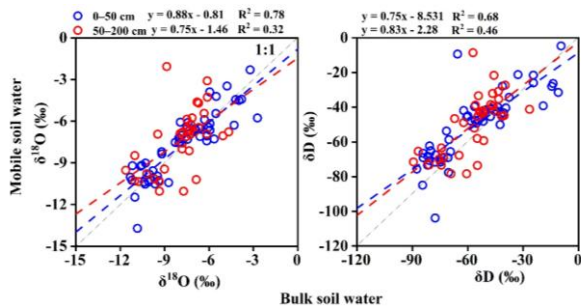 0–50 cm y = 0.88x - 0.81 R² = 0.78
50–200 cm y = 0.75x - 1.46 R² = 0.32
y = 0.75x - 8.531 R² = 0.68
y = 0.83x - 2.28 R² = 0.46
1:1
Mobile soil water
δ¹⁸O (‰)
0
-3
-6
-9
-12
-15
-15 -12 -9 -6 -3 0
δ¹⁸O (‰)
δD (‰)
0
-20
-40
-60
-80
-100
-120
-120 -90 -60 -30 0
δD (‰)
Bulk soil water